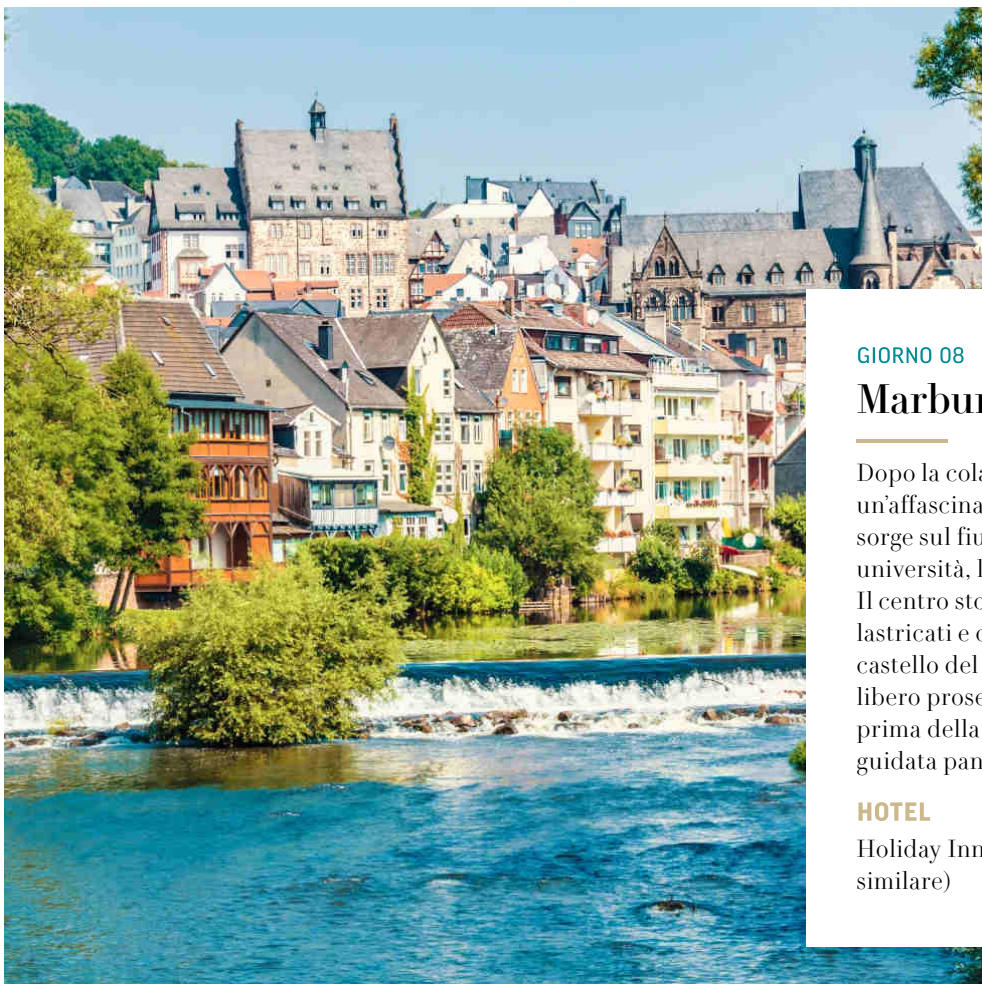 GIORNO 08
Marbur
Dopo la cola
un'affascina
sorge sul fiu
università, l
Il centro sto
lastricati e c
castello del
libero prose
prima della
guidata pan
HOTEL
Holiday Inn
similare)